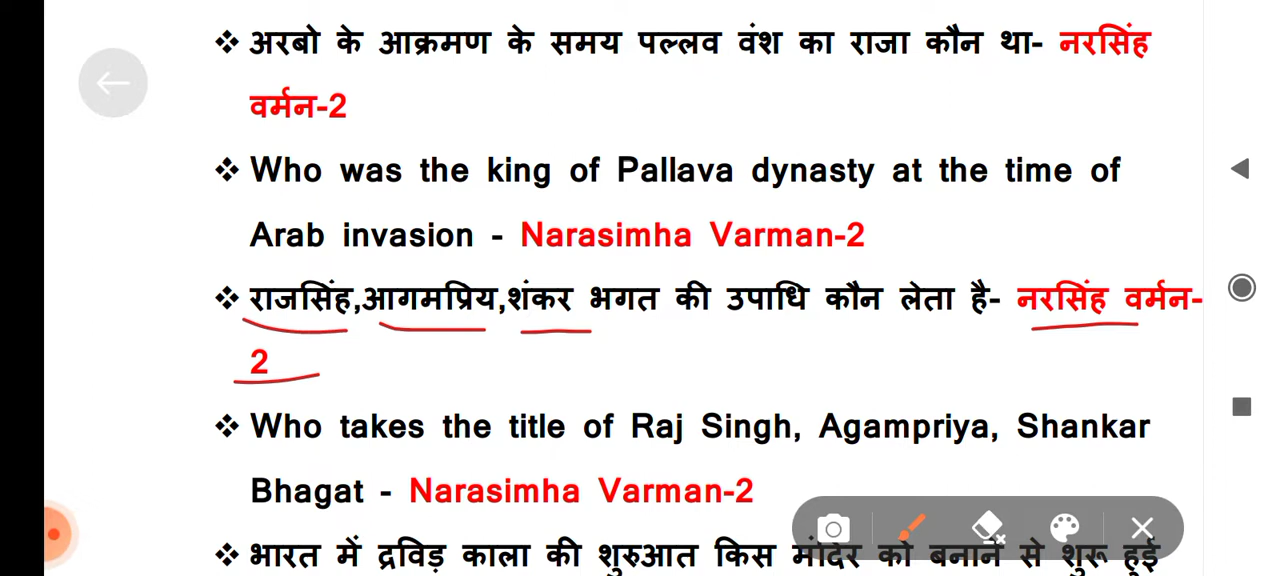 ❖ अरबो के आक्रमण के समय पल्लव वंश का राजा कौन था- नरसिंह
वर्मन-2
❖ Who was the king of Pallava dynasty at the time of
Arab invasion - Narasimha Varman-2
❖ राजसिंह,आगमप्रिय,शंकर भगत की उपाधि कौन लेता है- नरसिंह वर्मन-
2
❖ Who takes the title of Raj Singh, Agampriya, Shankar
Bhagat - Narasimha Varman-2
❖ भारत में द्रविड़ काला की शुरुआत किस मंदिर को बनाने से शुरू हुई